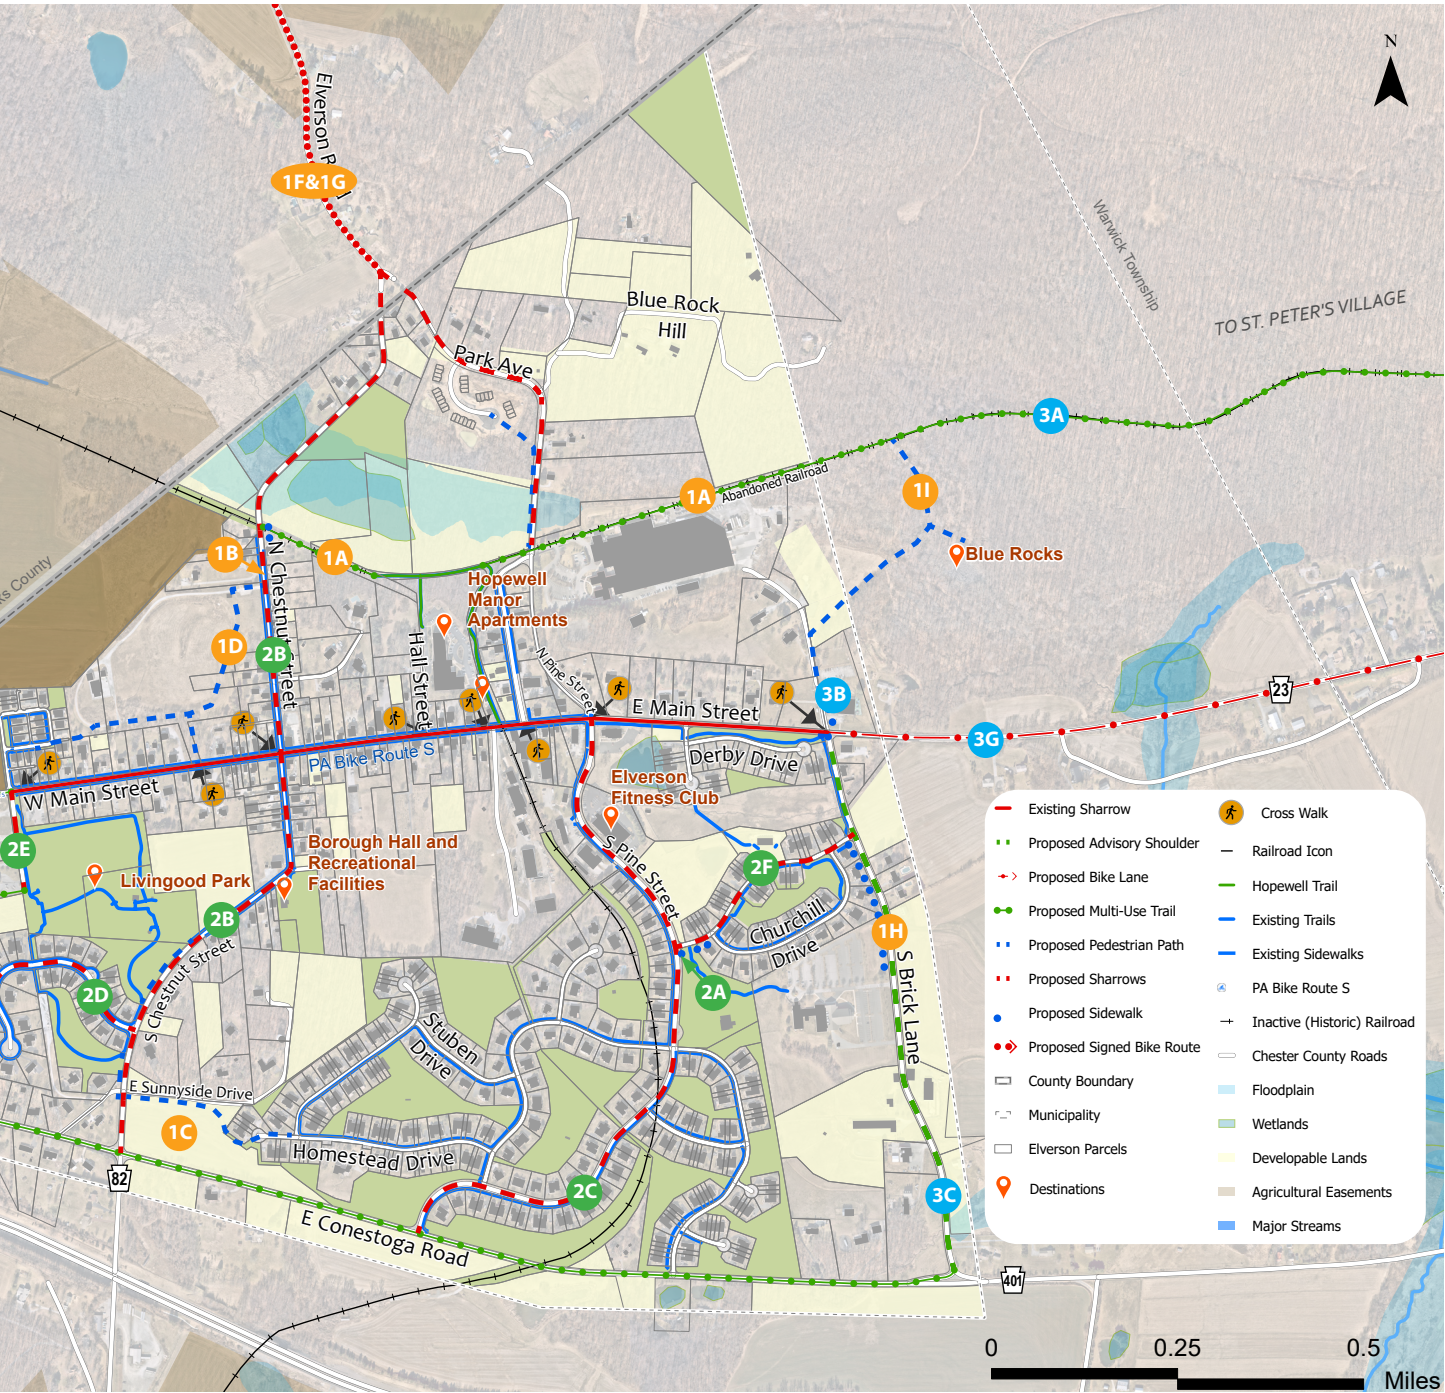 N
Elverson R
1F&1G
Warwick Township
TO ST. PETER'S VILLAGE
Blue Rock
Hill
Park Ave
3A
1A
Abandoned Railroad
1I
Blue Rocks
1B
1A
N Chestnut Street
Hopewell
Manor
Apartments
1D
2B
Hall Street
N Pine Street
3B
E Main Street
23
3G
PA Bike Route S
Derby Drive
W Main Street
Elverson
Fitness Club
2E
Livingood Park
Borough Hall and
Recreational
Facilities
S Pine Street
2F
2B
Churchill
Drive
1H
S Chestnut Street
2D
2A
S Brick Lane
Stuben
Drive
E Sunnyside Drive
1C
Homestead Drive
82
2C
3C
E Conestoga Road
401
Existing Sharrow
Proposed Advisory Shoulder
Proposed Bike Lane
Proposed Multi-Use Trail
Proposed Pedestrian Path
Proposed Sharrows
Proposed Sidewalk
Proposed Signed Bike Route
County Boundary
Municipality
Elverson Parcels
Destinations
Cross Walk
Railroad Icon
Hopewell Trail
Existing Trails
Existing Sidewalks
PA Bike Route S
Inactive (Historic) Railroad
Chester County Roads
Floodplain
Wetlands
Developable Lands
Agricultural Easements
Major Streams
0 0.25 0.5
Miles